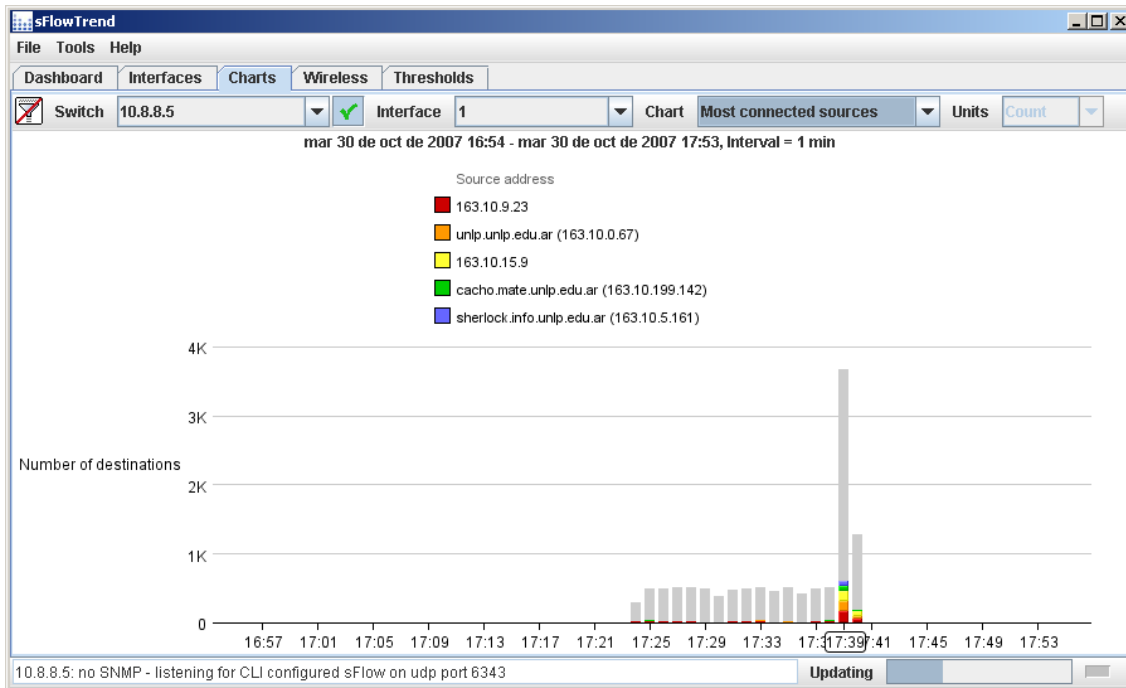 sFlowTrend
File Tools Help
Dashboard Interfaces Charts Wireless Thresholds
Switch 10.8.8.5 Interface 1 Chart Most connected sources Units Count
mar 30 de oct de 2007 16:54 - mar 30 de oct de 2007 17:53, Interval = 1 min
Source address
163.10.9.23
unlp.unlp.edu.ar (163.10.0.67)
163.10.15.9
cacho.mate.unlp.edu.ar (163.10.199.142)
sherlock.info.unlp.edu.ar (163.10.5.161)
4K
3K
Number of destinations
2K
1K
0
16:57 17:01 17:05 17:09 17:13 17:17 17:21 17:25 17:29 17:33 17:39 17:45 17:49 17:53
10.8.8.5: no SNMP - listening for CLI configured sFlow on udp port 6343 Updating